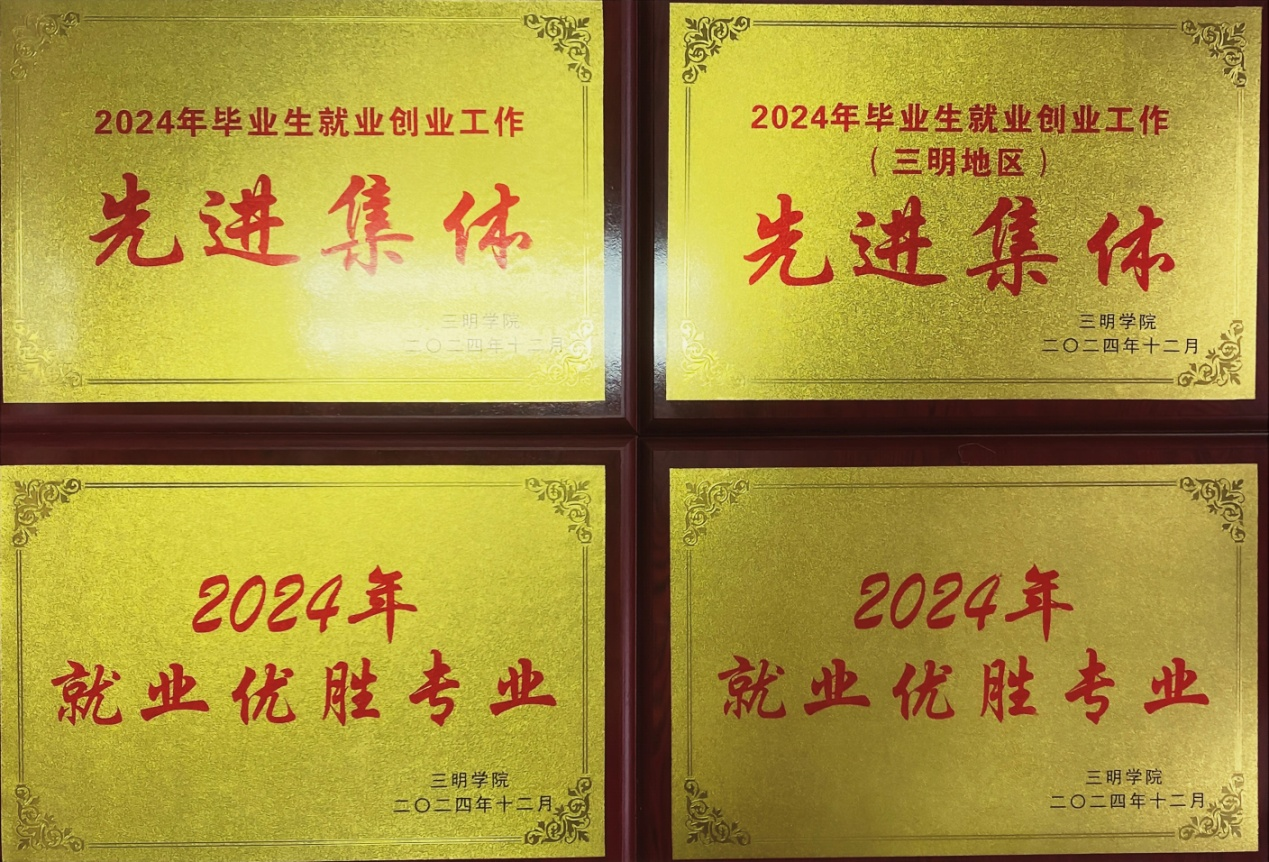 2024年毕业生就业创业工作
先进集体
三明学院
二〇二四年十二月
2024年毕业生就业创业工作
（三明地区）
先进集体
三明学院
二〇二四年十二月
2024年
就业优胜专业
三明学院
二〇二四年十二月
2024年
就业优胜专业
三明学院
二〇二四年十二月